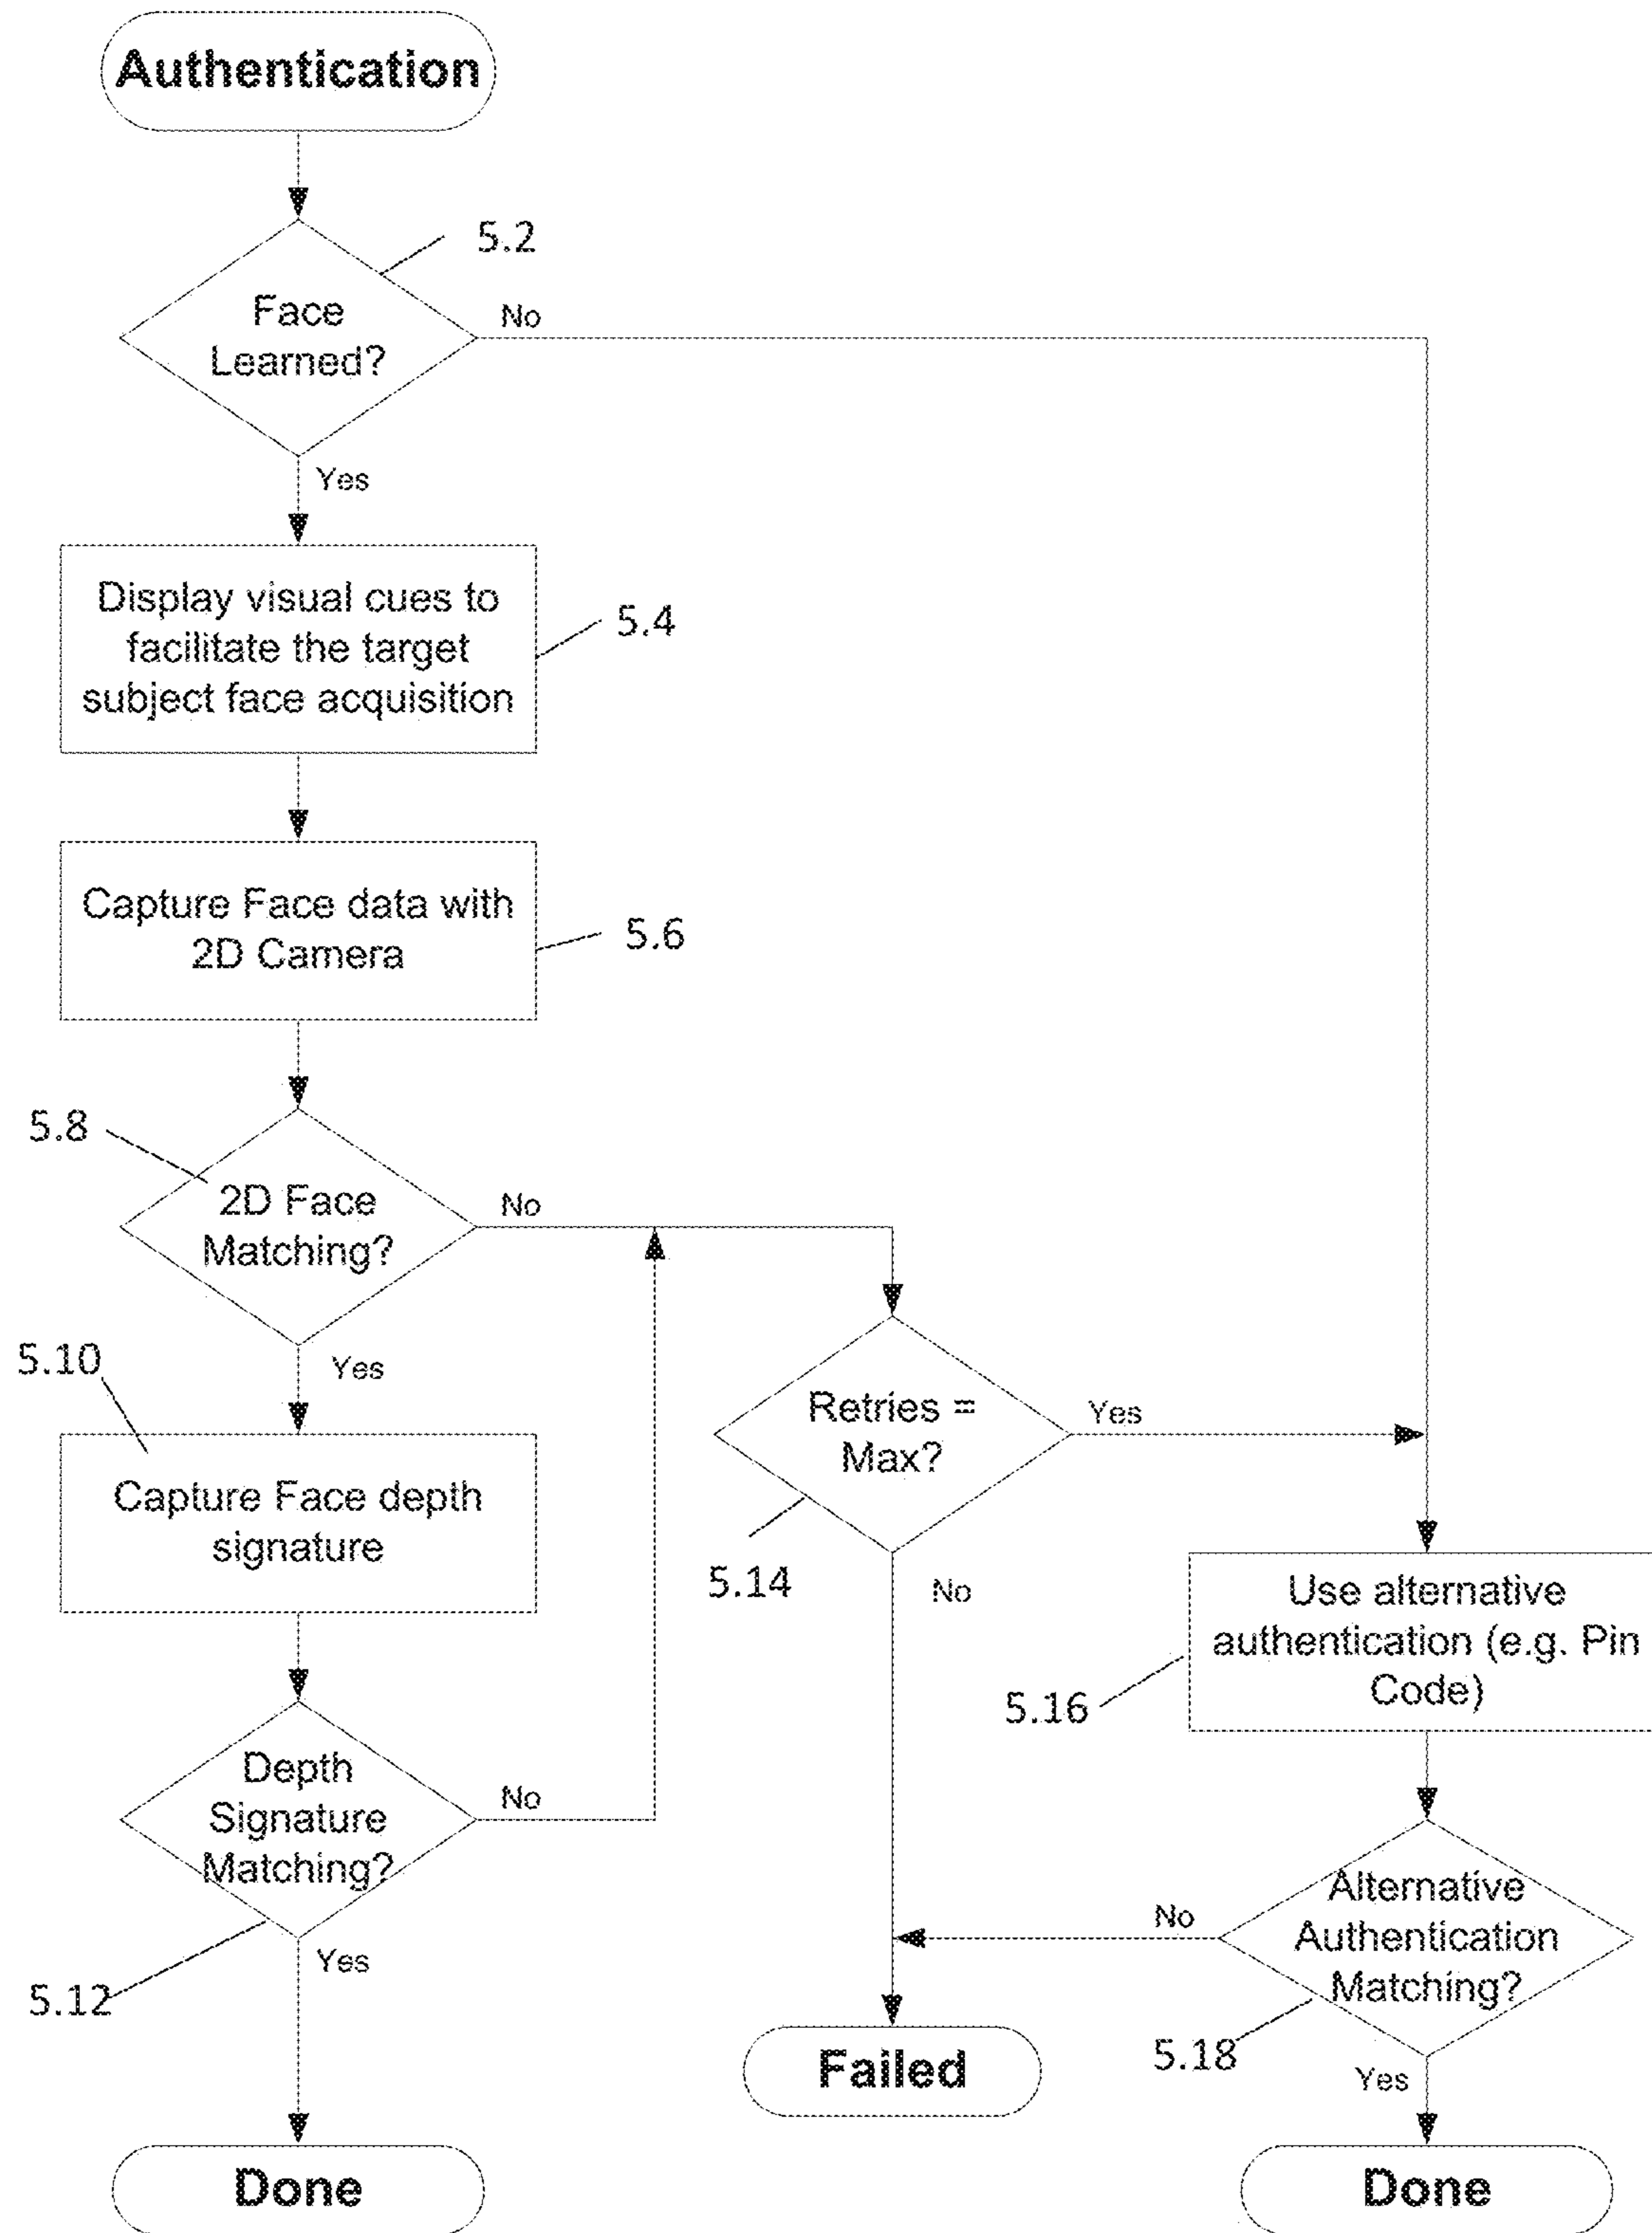 Authentication
5.2
Face
Learned?
No
Yes
Display visual cues to
facilitate the target
subject face acquisition
5.4
Capture Face data with
2D Camera
5.6
5.8
2D Face
Matching?
No
Yes
5.10
Capture Face depth
signature
Depth
Signature
Matching?
No
Yes
5.12
Done
Retries =
Max?
Yes
5.14
No
Failed
Use alternative
authentication (e.g. Pin
Code)
5.16
Alternative
Authentication
Matching?
No
5.18
Yes
Done